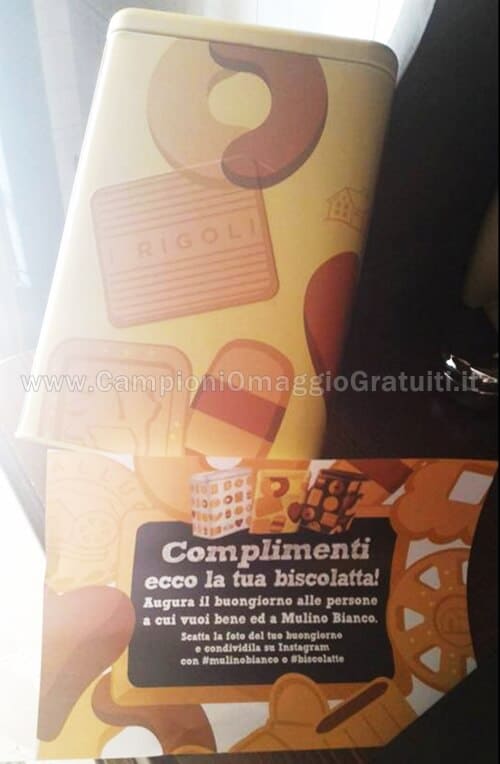 I RIGOLI
www.CampioniOmaggioGratuiti.it
Complimenti
ecco la tua biscolatta!
Augura il buongiorno alle persone
a cui vuoi bene ed a Mulino Bianco.
Scatta la foto del tuo buongiorno
e condividila su Instagram
con #mulinobianco o #biscolatte